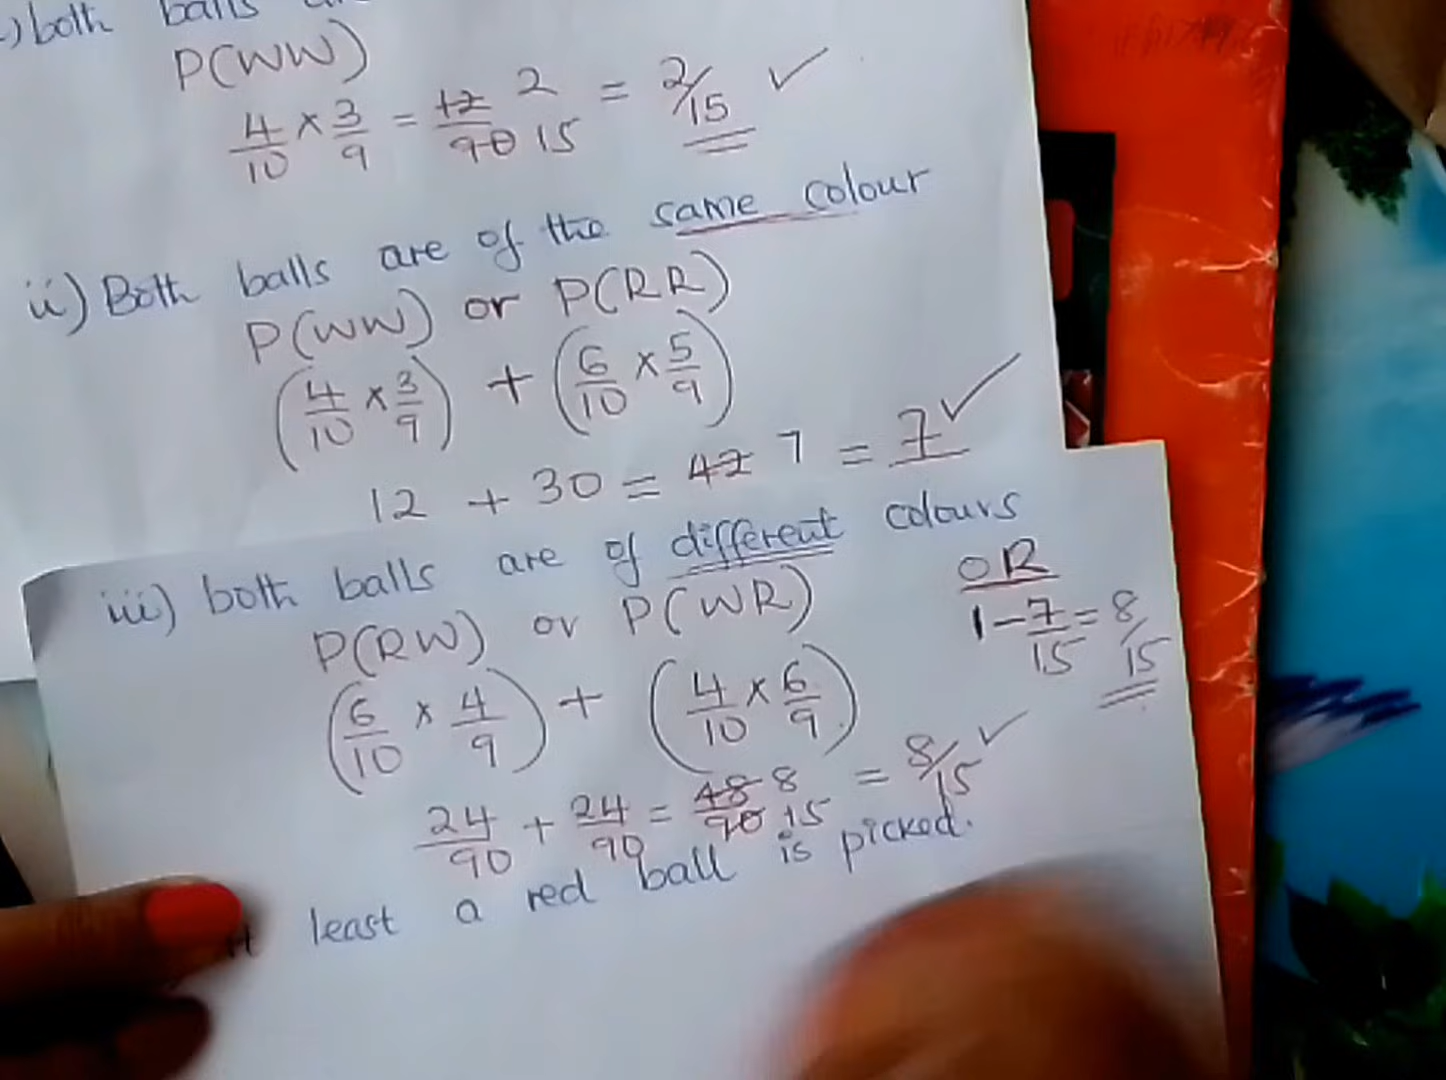 ) both balls
P(WW)
4/10 × 3/9 = 12/90 2/15 = 2/15 ✓
ii) Both balls are of the same colour
P(WW) or P(RR)
(4/10 × 3/9) + (6/10 × 5/9)
12 + 30 = 42 7 = 7 ✓
iii) both balls are of different colours
P(RW) or P(WR)
(6/10 × 4/9) + (4/10 × 6/9)
24/90 + 24/90 = 48/90 8/15 = 8/15 ✓
OR
1 - 7/15 = 8/15
least a red ball is picked.